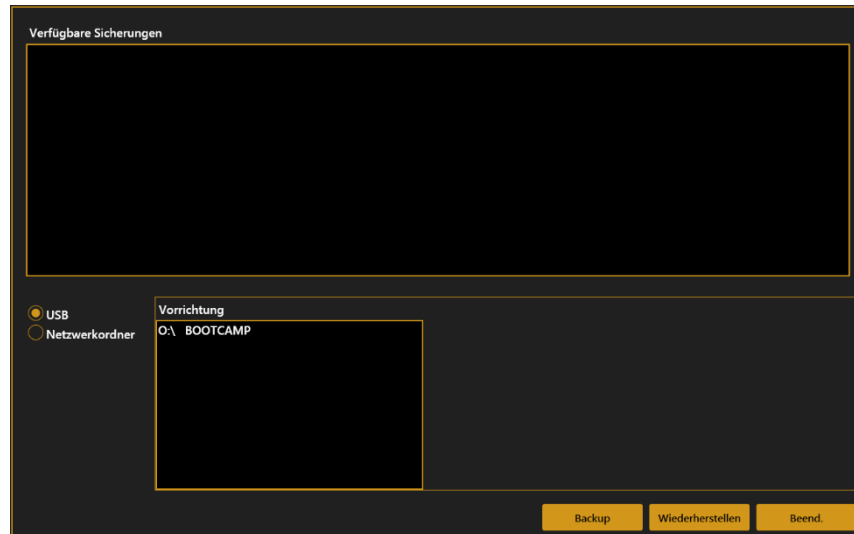 Verfügbare Sicherungen
USB
Netzwerkordner
Vorrichtung
O:\ BOOTCAMP
Backup
Wiederherstellen
Beend.